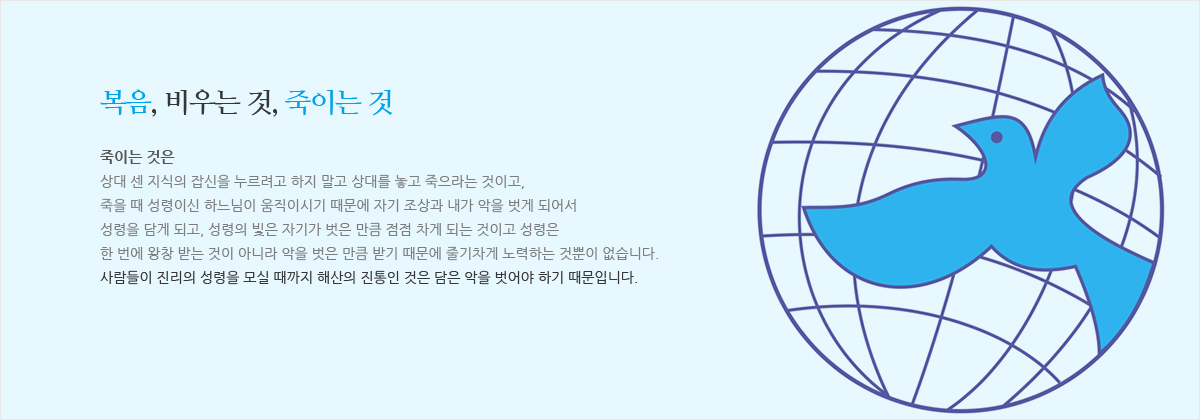 복음, 비우는 것, 죽이는 것
죽이는 것은
상대 센 지식의 잡신을 누르려고 하지 말고 상대를 놓고 죽으라는 것이고,
죽을 때 성령이신 하느님이 움직이시기 때문에 자기 조상과 내가 악을 벗게 되어서
성령을 담게 되고, 성령의 빛은 자기가 벗은 만큼 점점 차게 되는 것이고 성령은
한 번에 왕창 받는 것이 아니라 악을 벗은 만큼 받기 때문에 줄기차게 노력하는 것뿐이 없습니다.
사람들이 진리의 성령을 모실 때까지 해산의 진통인 것은 담은 악을 벗어야 하기 때문입니다.